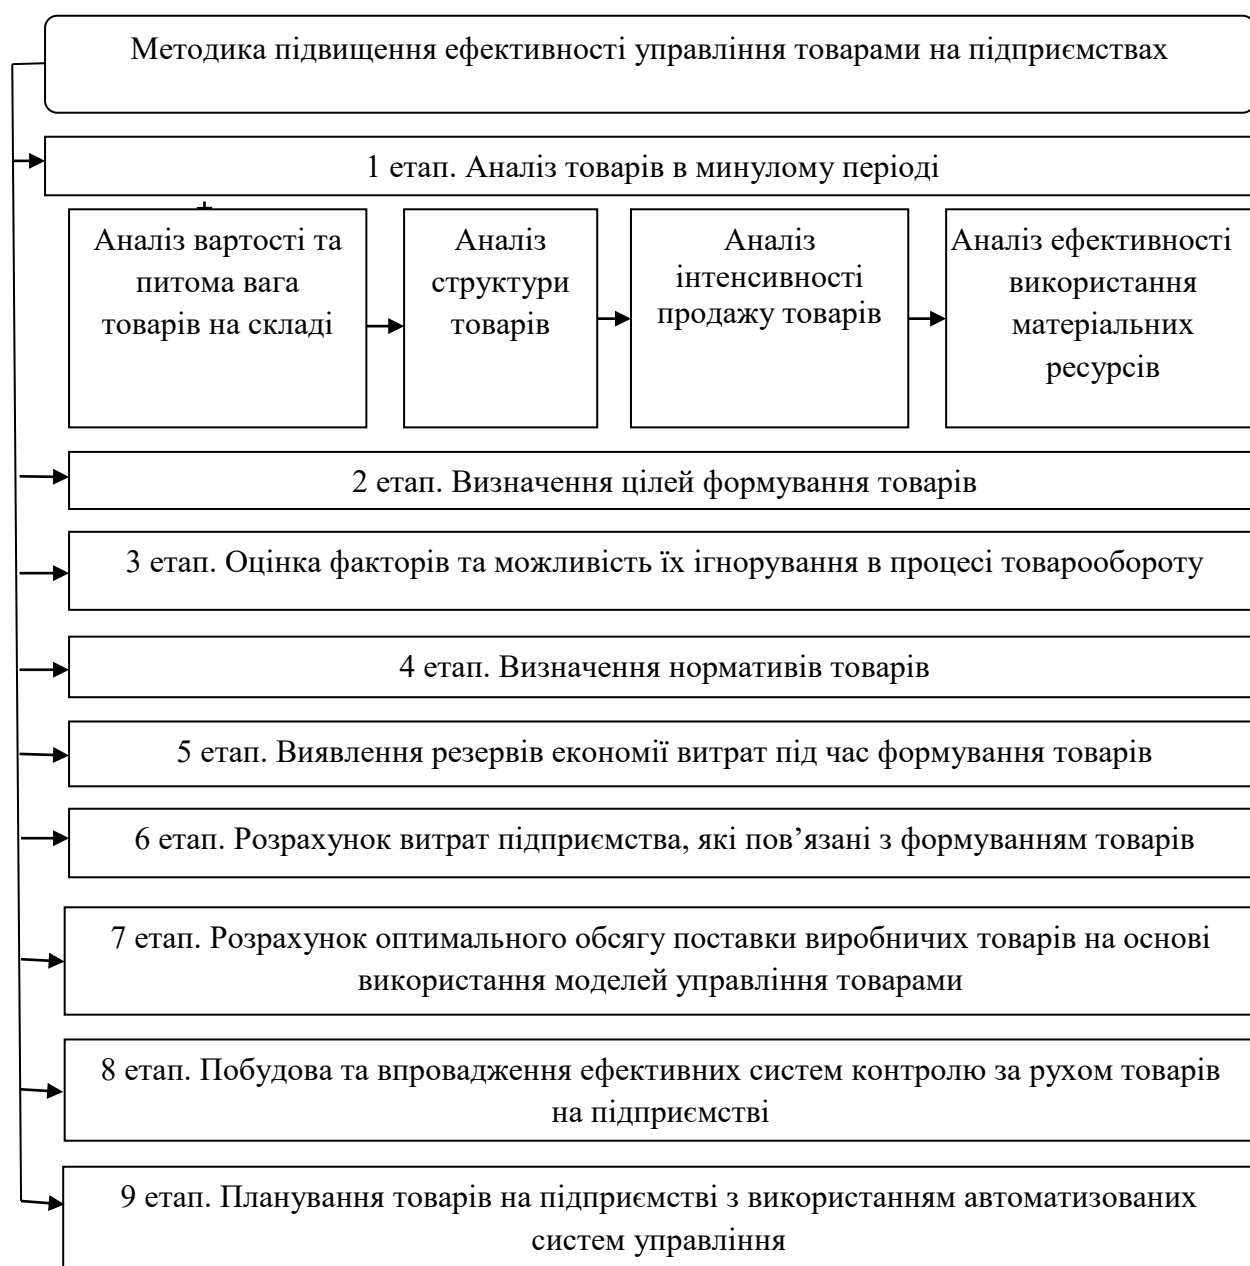 Методика підвищення ефективності управління товарами на підприємствах
1 етап. Аналіз товарів в минулому періоді
Аналіз вартості та
питома вага
товарів на складі
Аналіз
структури
товарів
Аналіз
інтенсивності
продажу товарів
Аналіз ефективності
використання
матеріальних
ресурсів
2 етап. Визначення цілей формування товарів
3 етап. Оцінка факторів та можливість їх ігнорування в процесі товарообороту
4 етап. Визначення нормативів товарів
5 етап. Виявлення резервів економії витрат під час формування товарів
6 етап. Розрахунок витрат підприємства, які пов’язані з формуванням товарів
7 етап. Розрахунок оптимального обсягу поставки виробничих товарів на основі
використання моделей управління товарами
8 етап. Побудова та впровадження ефективних систем контролю за рухом товарів
на підприємстві
9 етап. Планування товарів на підприємстві з використанням автоматизованих
систем управління